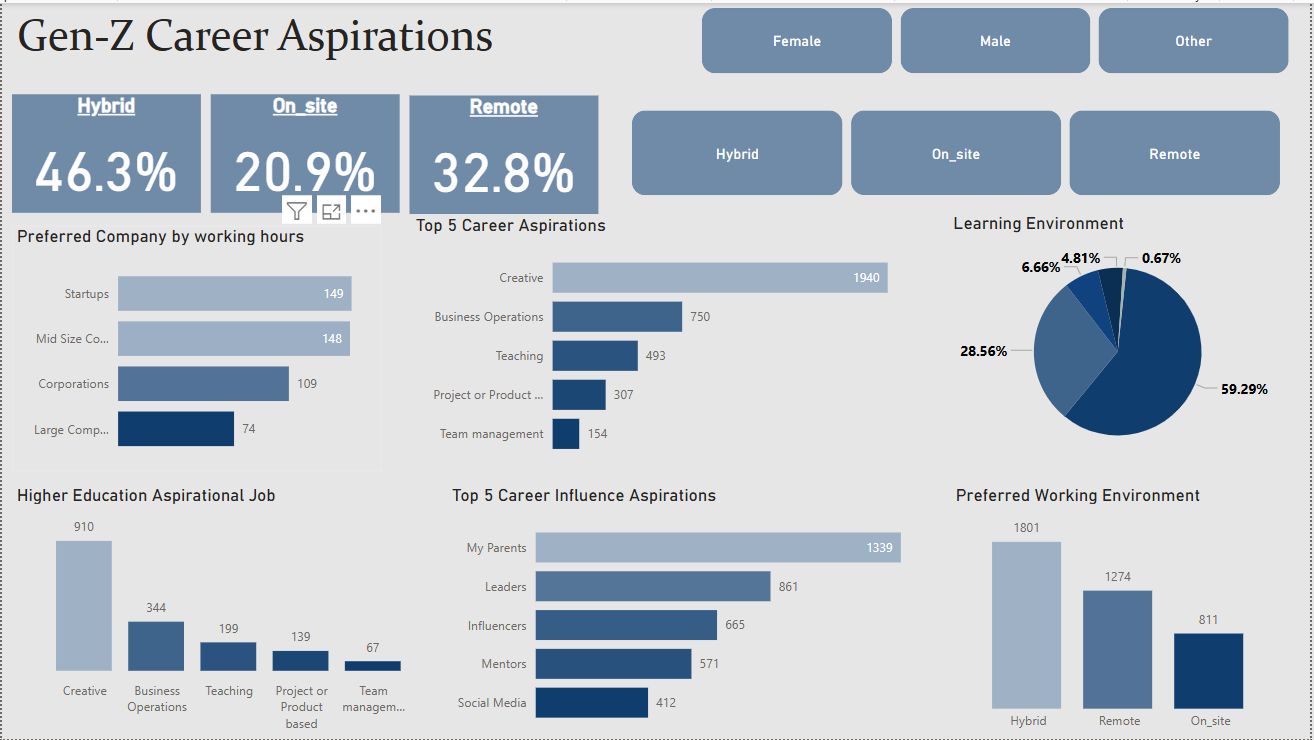 Gen-Z Career Aspirations
Female
Male
Other
Hybrid
46.3%
On_site
20.9%
Remote
32.8%
Hybrid
On_site
Remote
Preferred Company by working hours
Startups
149
Mid Size Co...
148
Corporations
109
Large Comp...
74
Top 5 Career Aspirations
Creative
1940
Business Operations
750
Teaching
493
Project or Product ...
307
Team management
154
Learning Environment
4.81%
0.67%
6.66%
28.56%
59.29%
Higher Education Aspirational Job
910
344
199
139
67
Creative
Business
Operations
Teaching
Project or
Product
based
Team
managem...
Top 5 Career Influence Aspirations
My Parents
1339
Leaders
861
Influencers
665
Mentors
571
Social Media
412
Preferred Working Environment
1801
1274
811
Hybrid
Remote
On_site